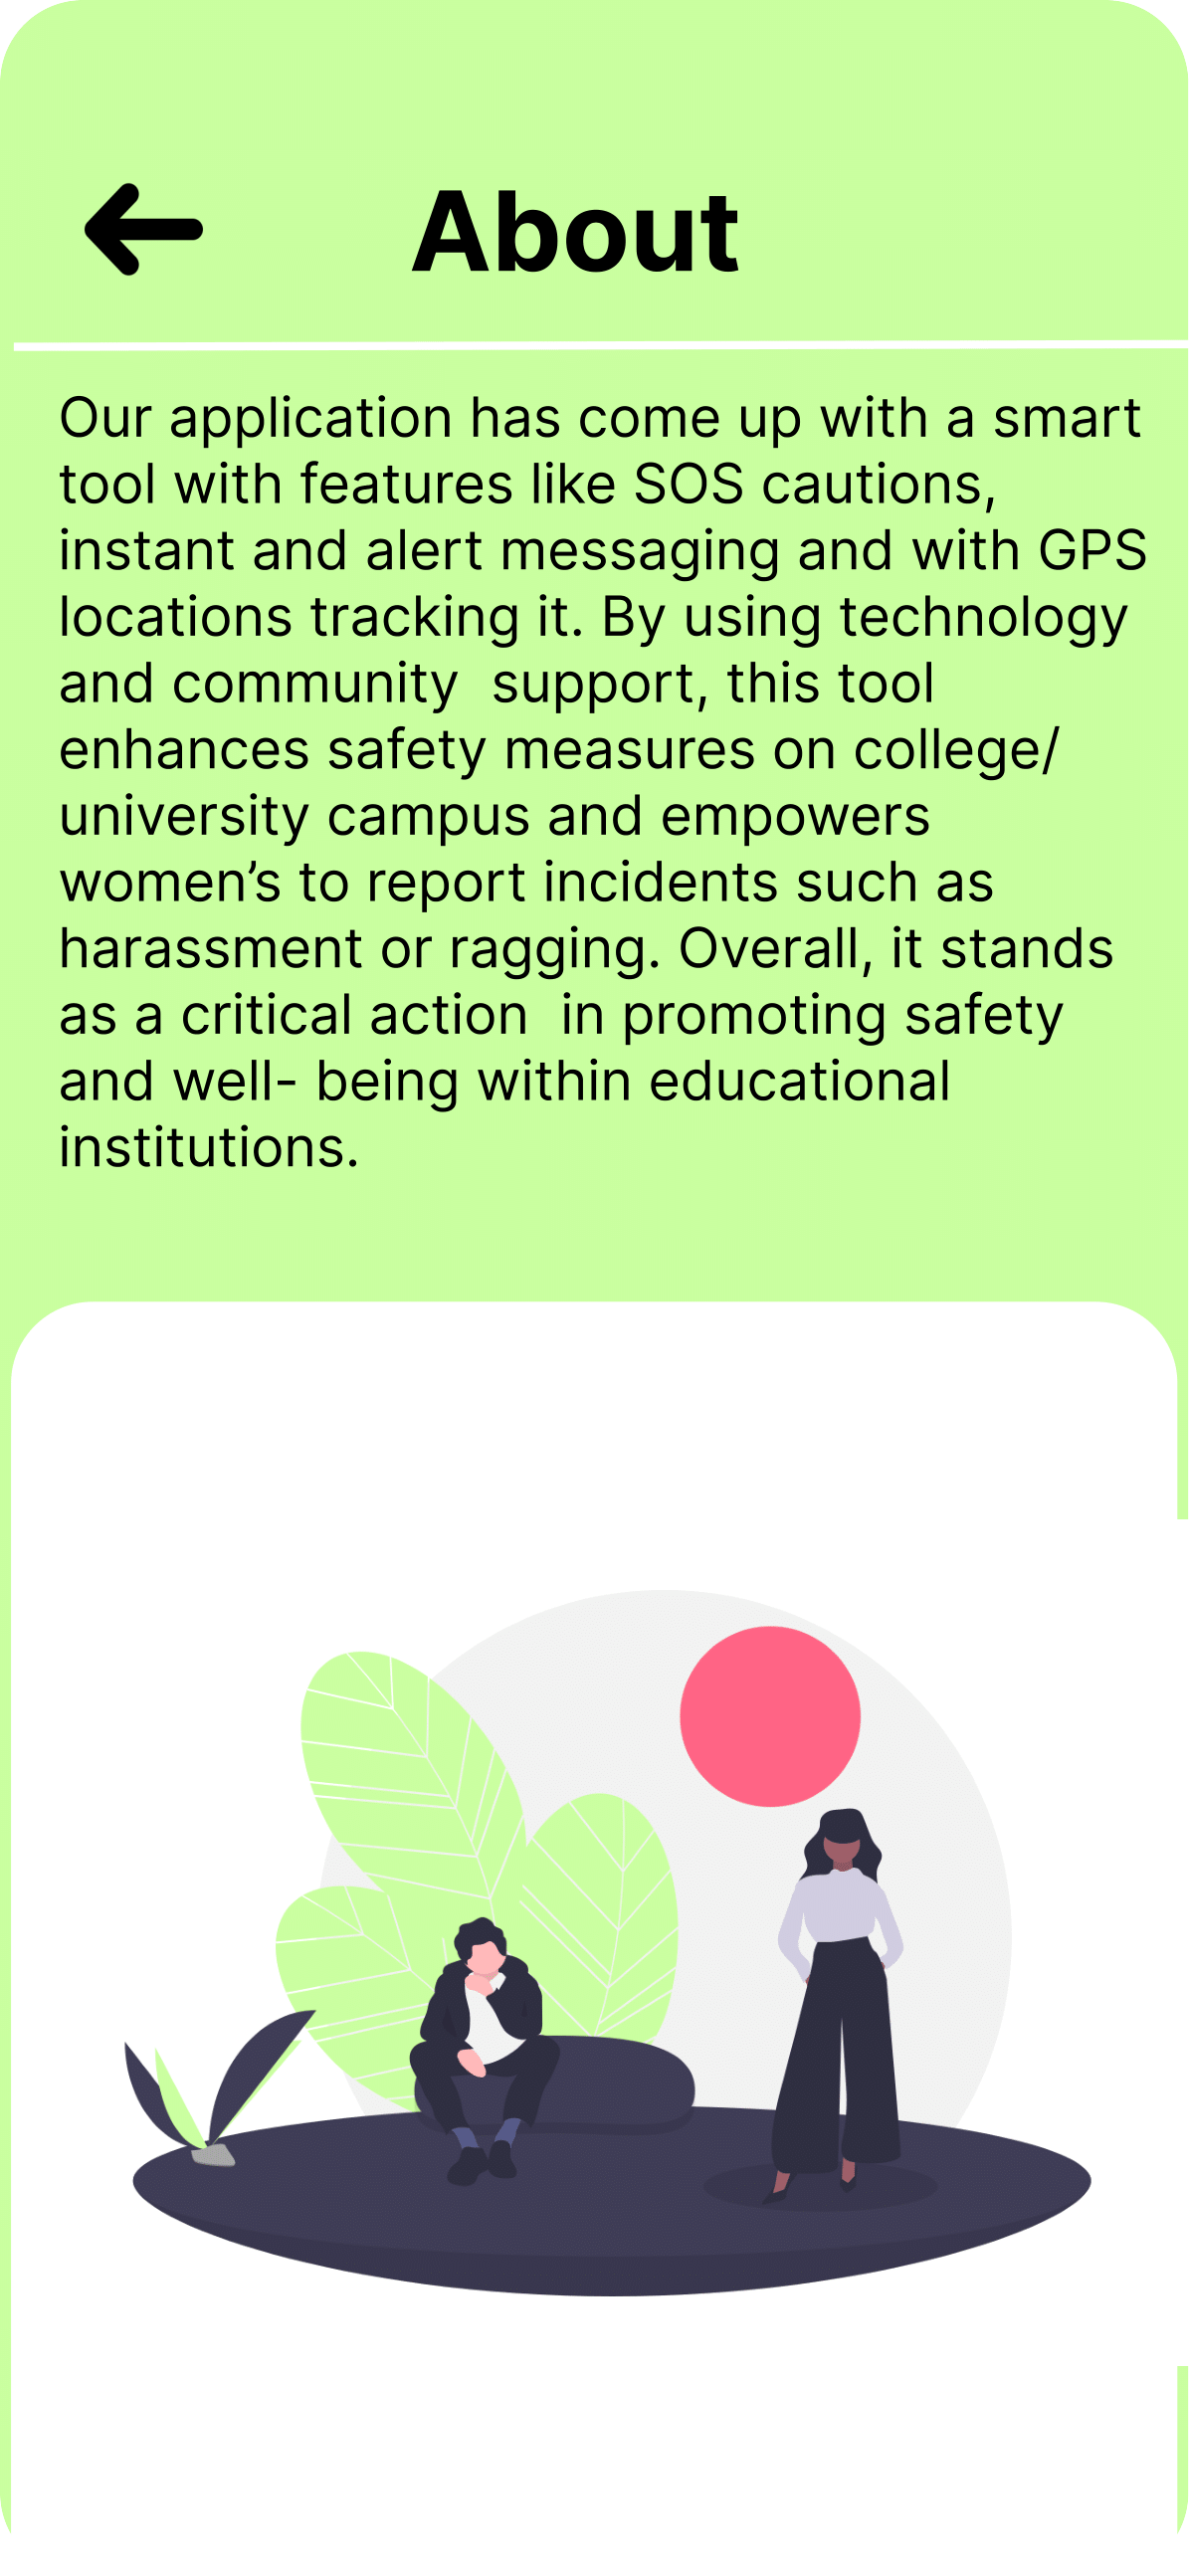 About
Our application has come up with a smart
tool with features like SOS cautions,
instant and alert messaging and with GPS
locations tracking it. By using technology
and community  support, this tool
enhances safety measures on college/
university campus and empowers
women’s to report incidents such as
harassment or ragging. Overall, it stands
as a critical action  in promoting safety
and well- being within educational
institutions.